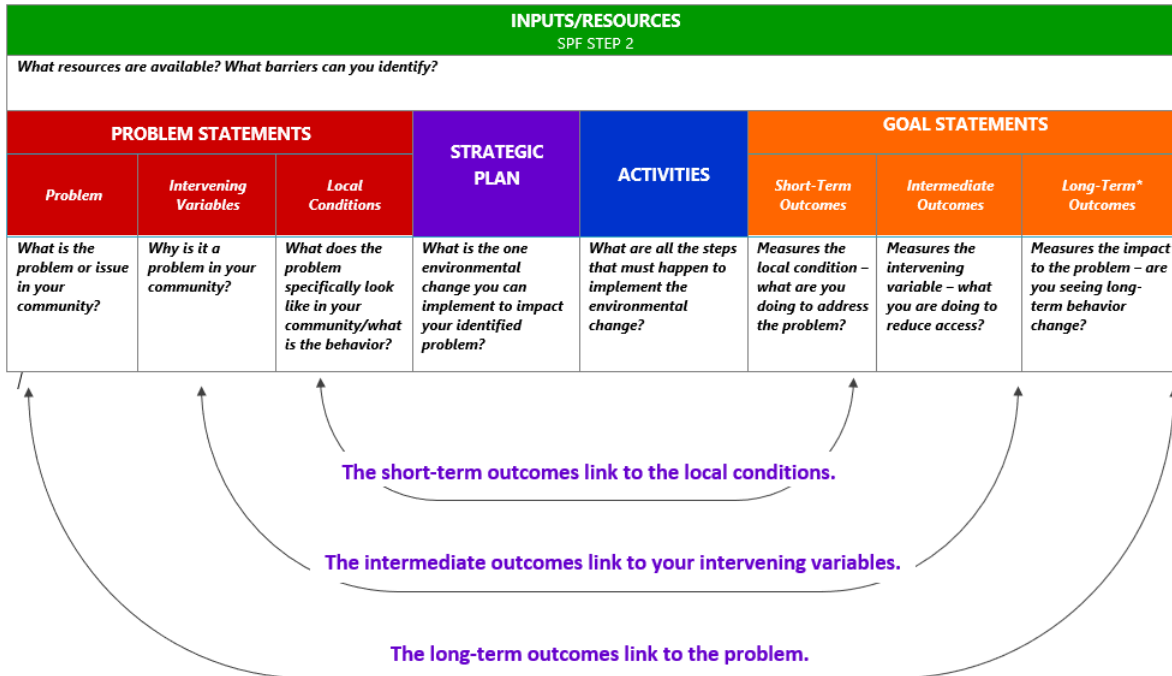 INPUTS/RESOURCES
SPF STEP 2
What resources are available? What barriers can you identify?
PROBLEM STATEMENTS
STRATEGIC
PLAN
ACTIVITIES
GOAL STATEMENTS
Problem
Intervening
Variables
Local
Conditions
Short-Term
Outcomes
Intermediate
Outcomes
Long-Term*
Outcomes
What is the
problem or issue
in your
community?
Why is it a
problem in your
community?
What does the
problem
specifically look
like in your
community/what
is the behavior?
What is the one
environmental
change you can
implement to impact
your identified
problem?
What are all the steps
that must happen to
implement the
environmental
change?
Measures the
local condition –
what are you
doing to address
the problem?
Measures the
intervening
variable – what
you are doing to
reduce access?
Measures the impact
to the problem – are
you seeing long-
term behavior
change?
The short-term outcomes link to the local conditions.
The intermediate outcomes link to your intervening variables.
The long-term outcomes link to the problem.